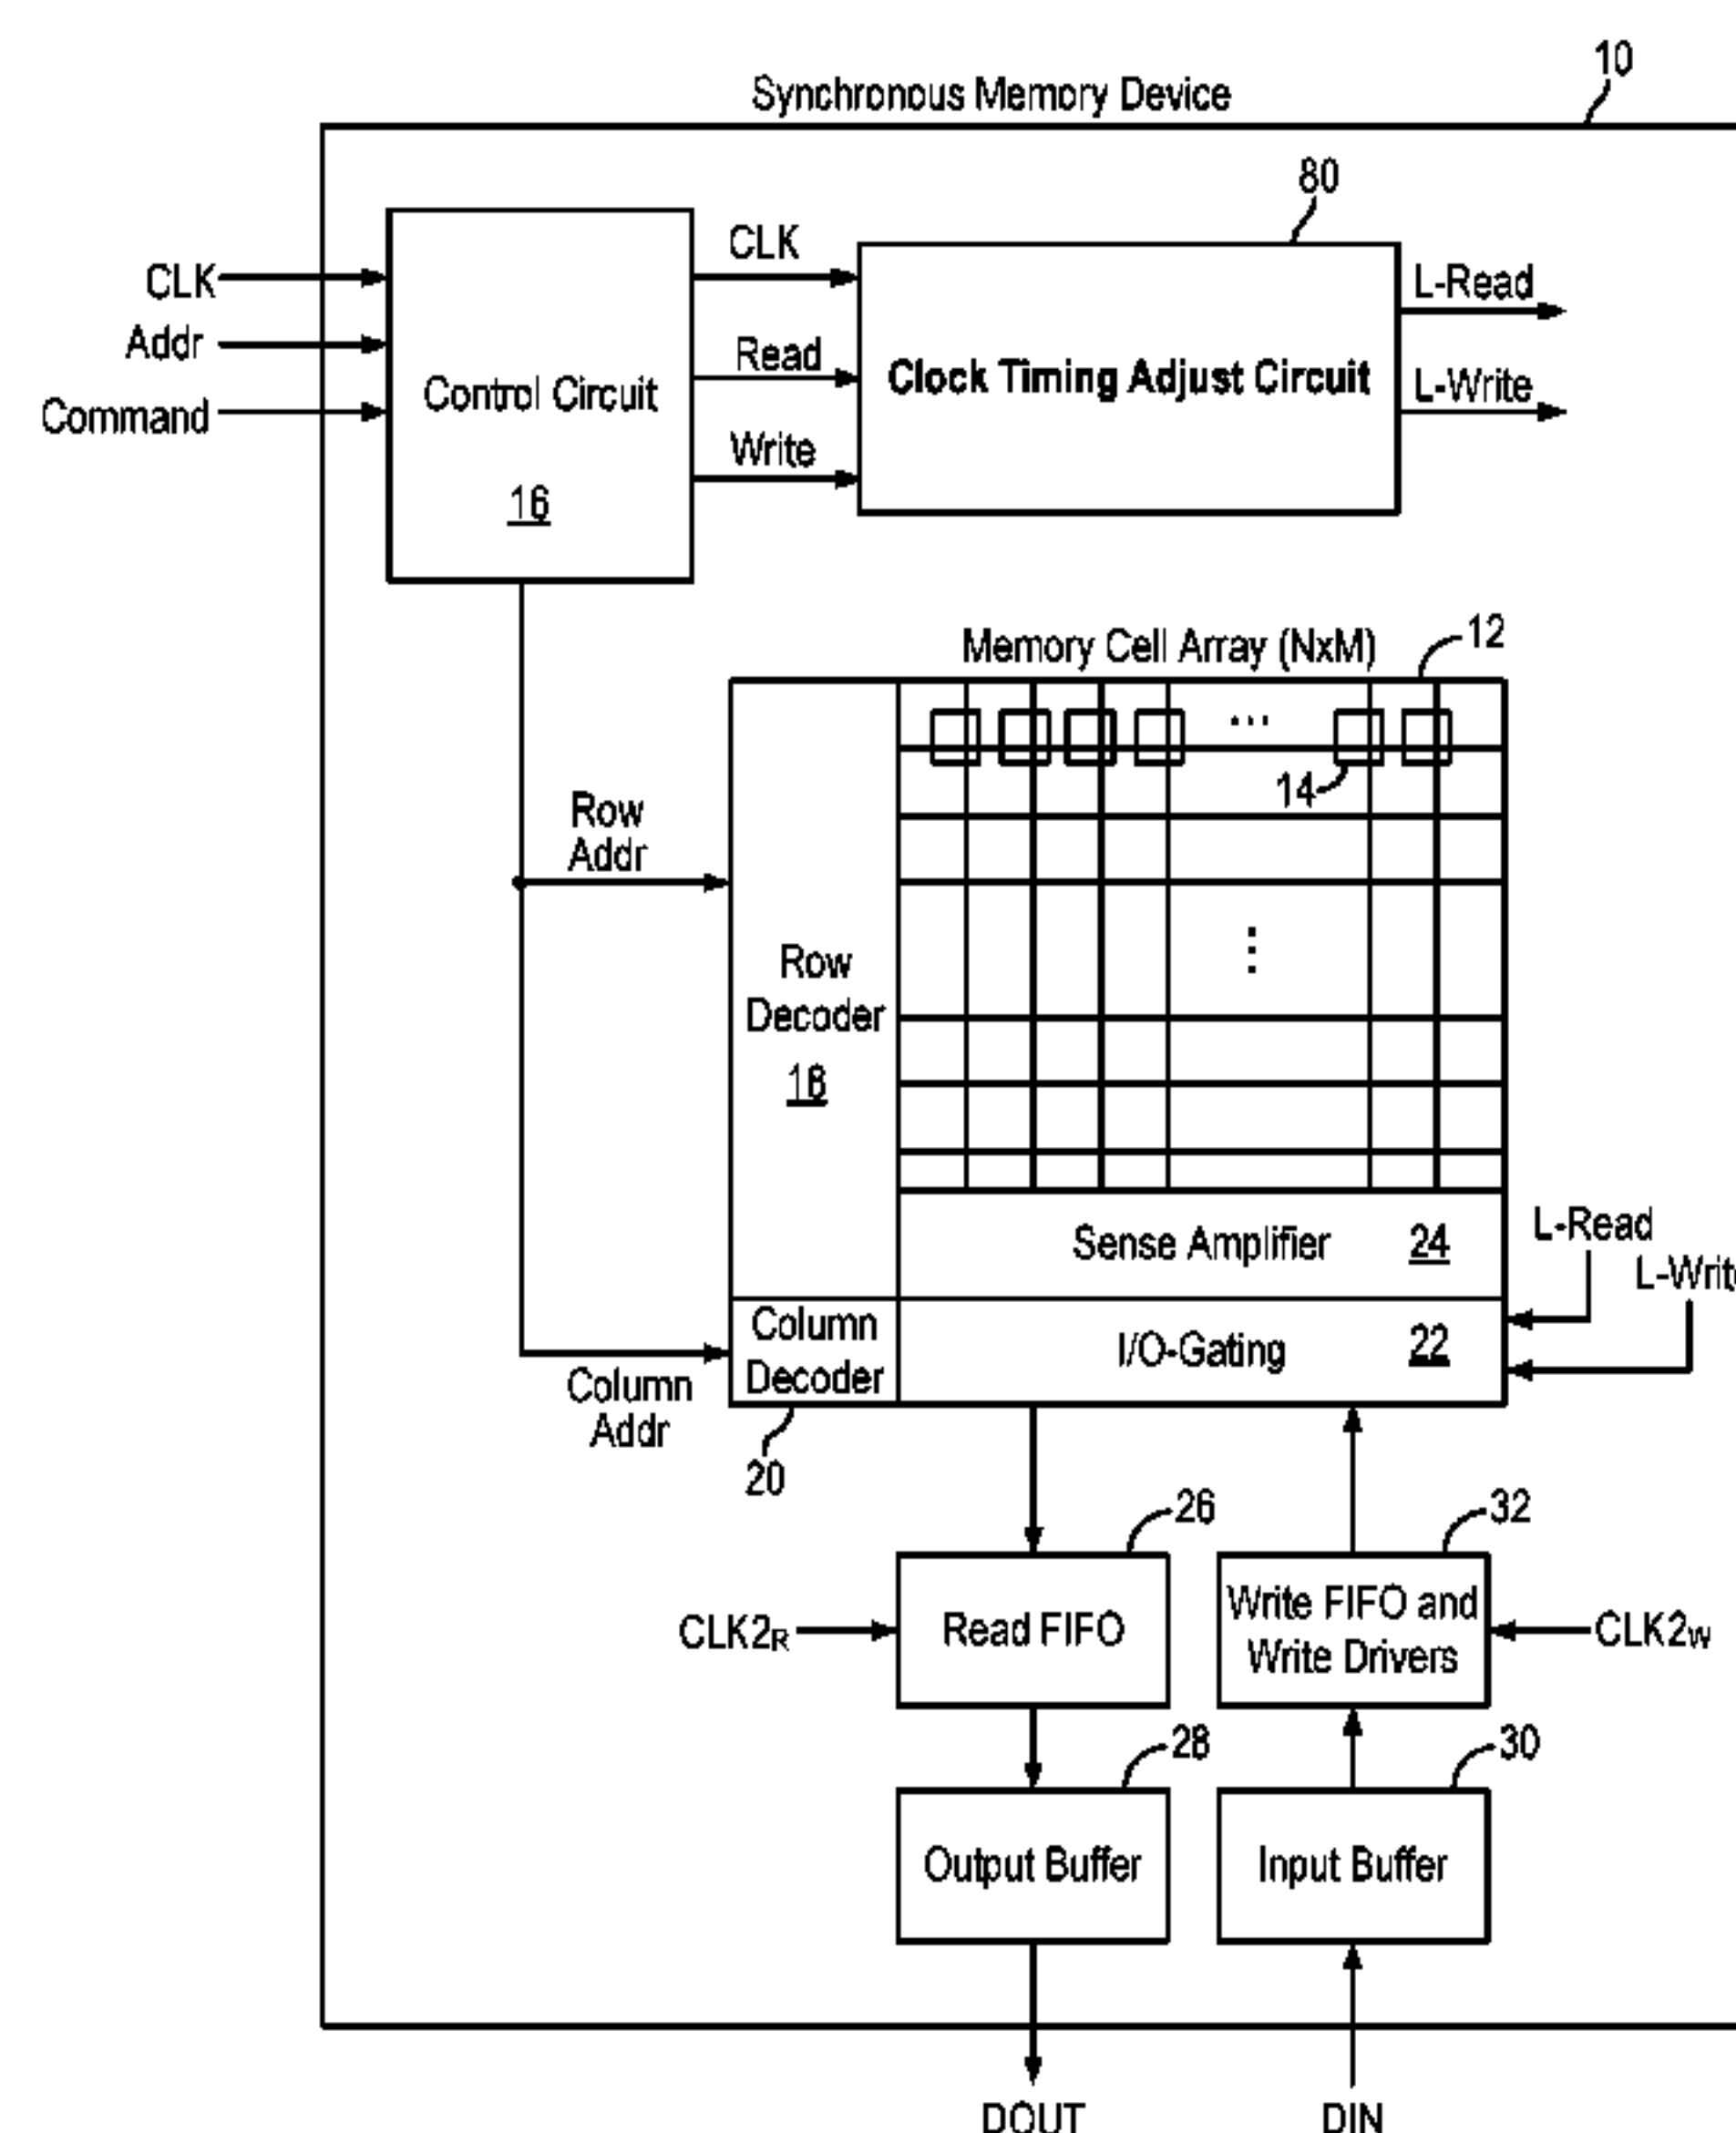 10
Synchronous Memory Device
80
CLK
Addr
Command
Control Circuit
16
CLK
Read
Write
Clock Timing Adjust Circuit
L-Read
L-Write
Memory Cell Array (NxM)
12
...
14
Row
Addr
Row
Decoder
18
Sense Amplifier 24
L-Read
L-Writ
Column
Decoder
I/O-Gating 22
Column
Addr
20
26
32
CLK2R
Read FIFO
Write FIFO and
Write Drivers
CLK2W
28
30
Output Buffer
Input Buffer
DOUT
DIN